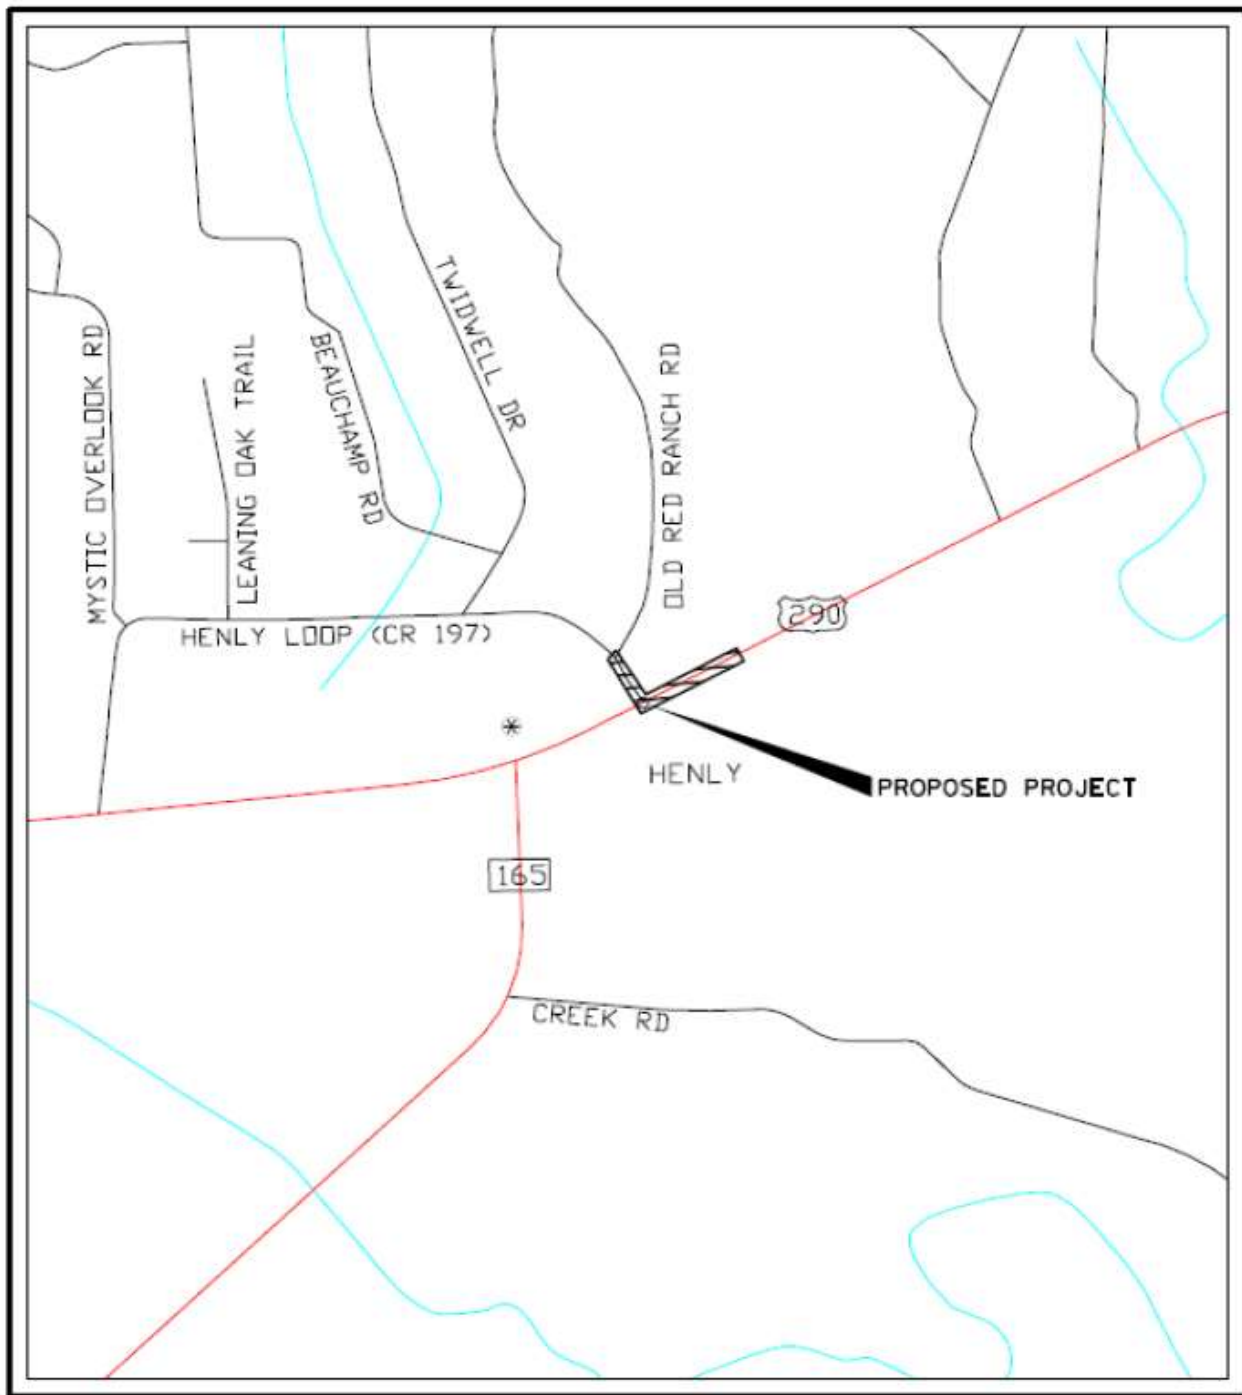 MYSTIC OVERLOOK RD
LEANING OAK TRAIL
BEAUCHAMP RD
TWIDWELL DR
OLD RED RANCH RD
290
HENLY LOOP (CR 197)
*
HENLY
PROPOSED PROJECT
165
CREEK RD